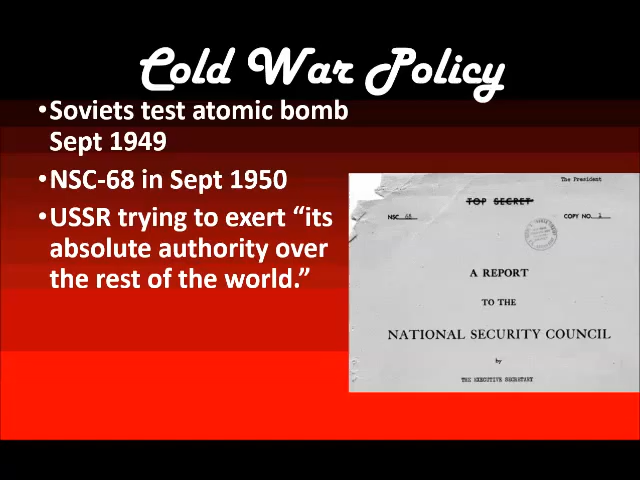 Cold War Policy
•Soviets test atomic bomb
Sept 1949
•NSC-68 in Sept 1950
•USSR trying to exert “its
absolute authority over
the rest of the world.”
The President
TOP SECRET
NSC 68
COPY NO. 1
A REPORT
TO THE
NATIONAL SECURITY COUNCIL
by
THE EXECUTIVE SECRETARY